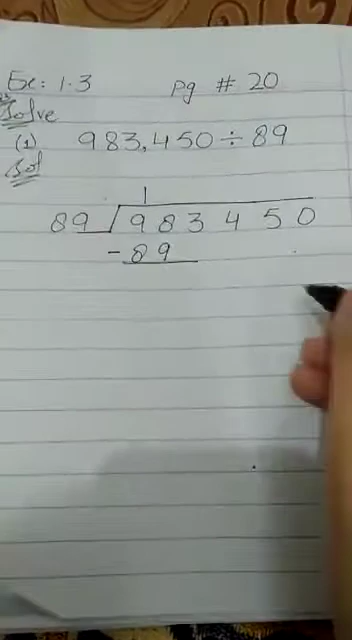 Ex: 1.3 pg # 20
Solve
(1) 983,450 ÷ 89
Sol
1
89 983450
- 89